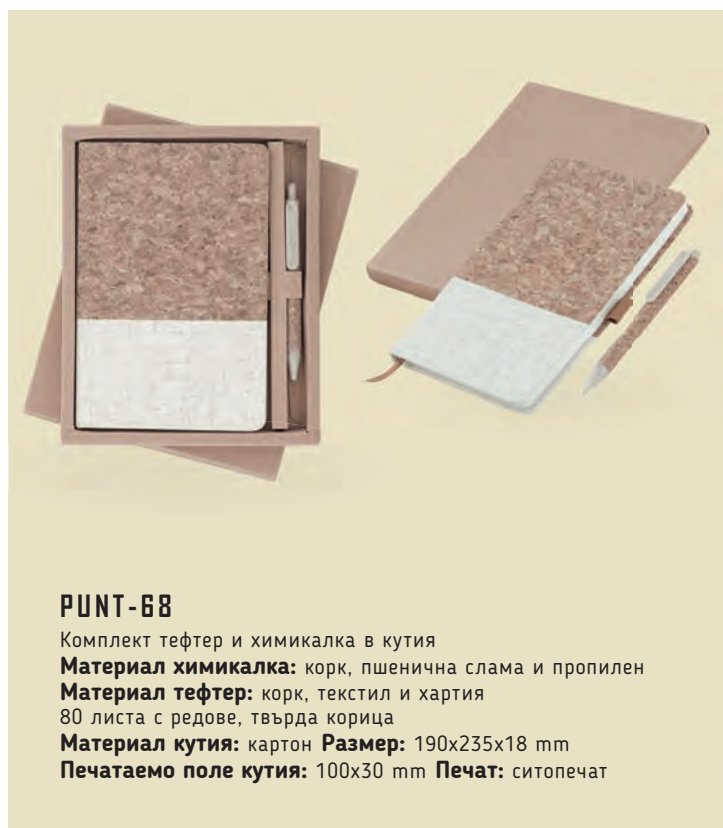 PUNT-68
Комплект тефтер и химикалка в кутия
Материал химикалка: корк, пшенична слама и пропилен
Материал тефтер: корк, текстил и хартия
80 листа с редове, твърда корица
Материал кутия: картон Размер: 190x235x18 mm
Печатаемо поле кутия: 100x30 mm Печат: ситопечат